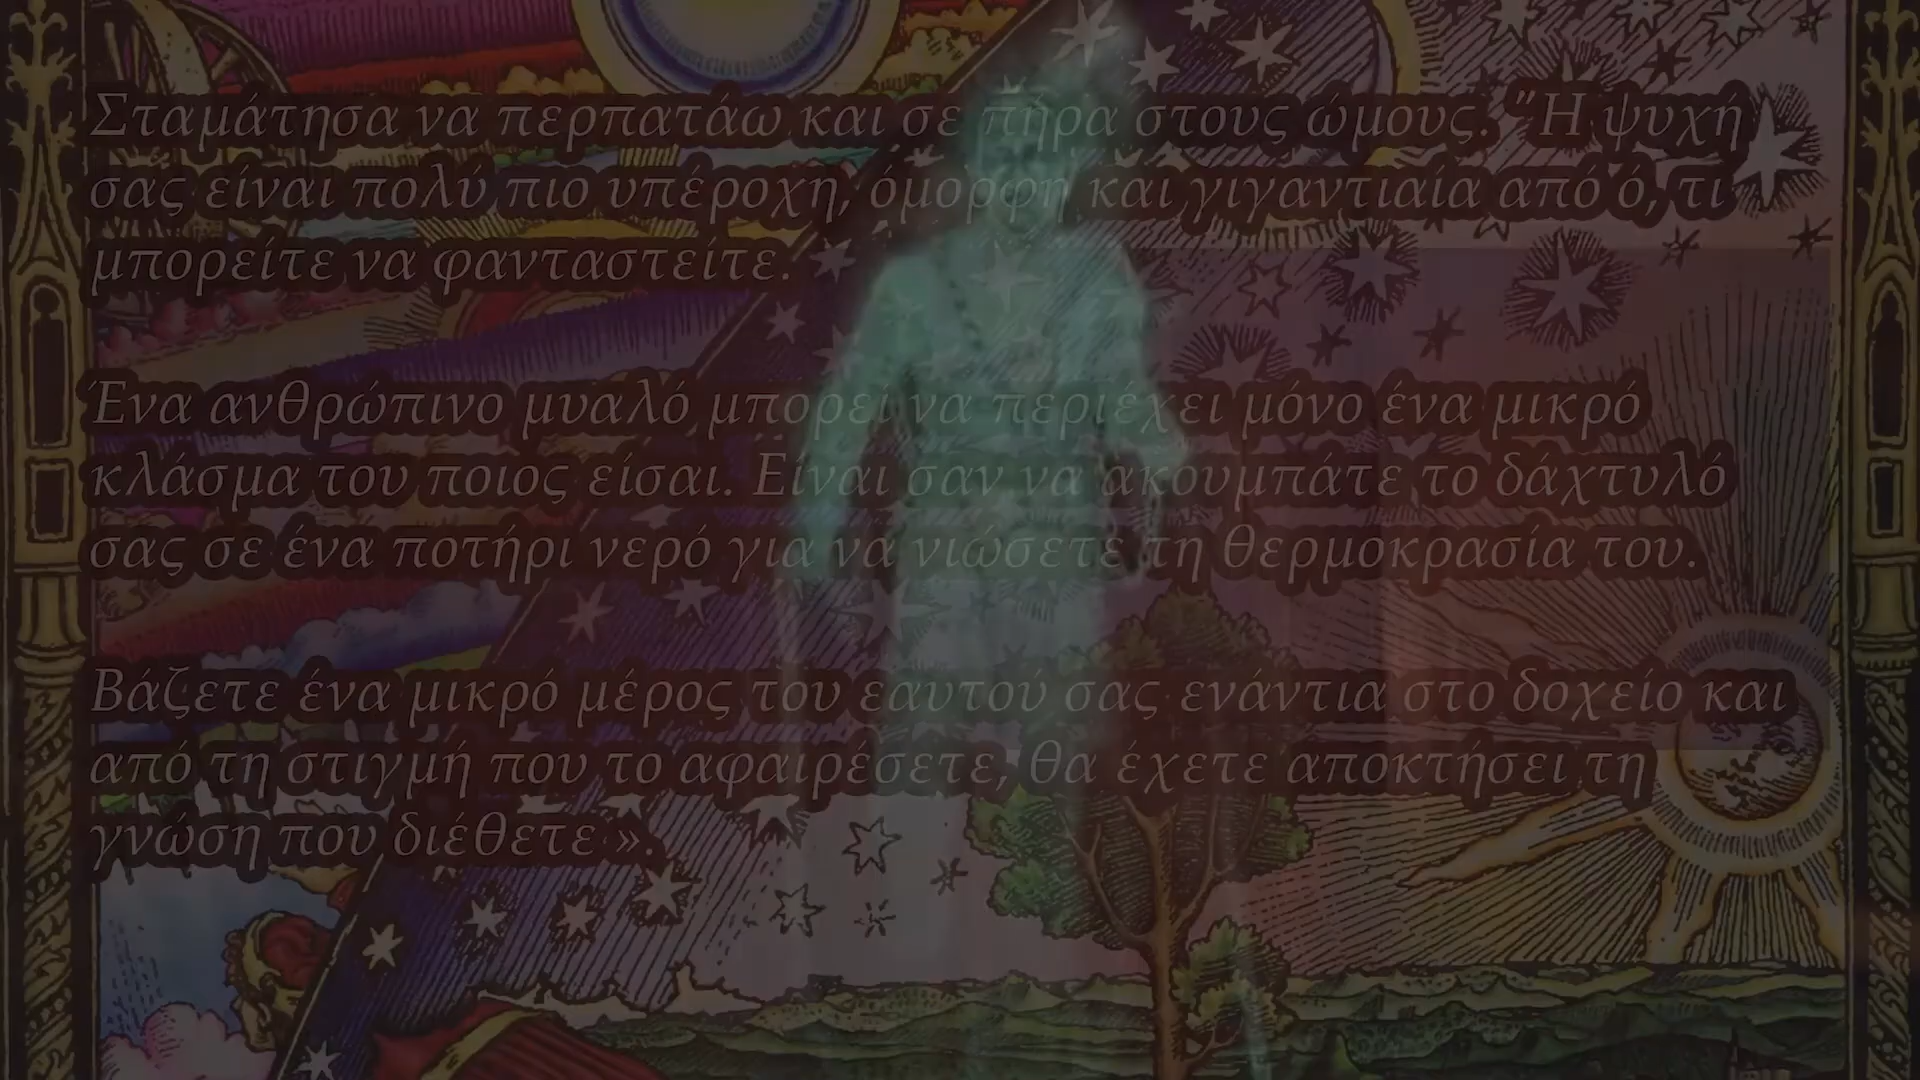 Σταμάτησα να περπατάω και σε πήρα στους ώμους. "Η ψυχή
σας είναι πολύ πιο υπέροχη, όμορφη και γιγαντιαία από ό, τι
μπορείτε να φανταστείτε.
Ένα ανθρώπινο μυαλό μπορεί να περιέχει μόνο ένα μικρό
κλάσμα του ποιος είσαι. Είναι σαν να ακουμπάτε το δάχτυλό
σας σε ένα ποτήρι νερό για να νιώσετε τη θερμοκρασία του.
Βάζετε ένα μικρό μέρος του εαυτού σας ενάντια στο δοχείο και
από τη στιγμή που το αφαιρέσετε, θα έχετε αποκτήσει τη
γνώση που διέθετε ».